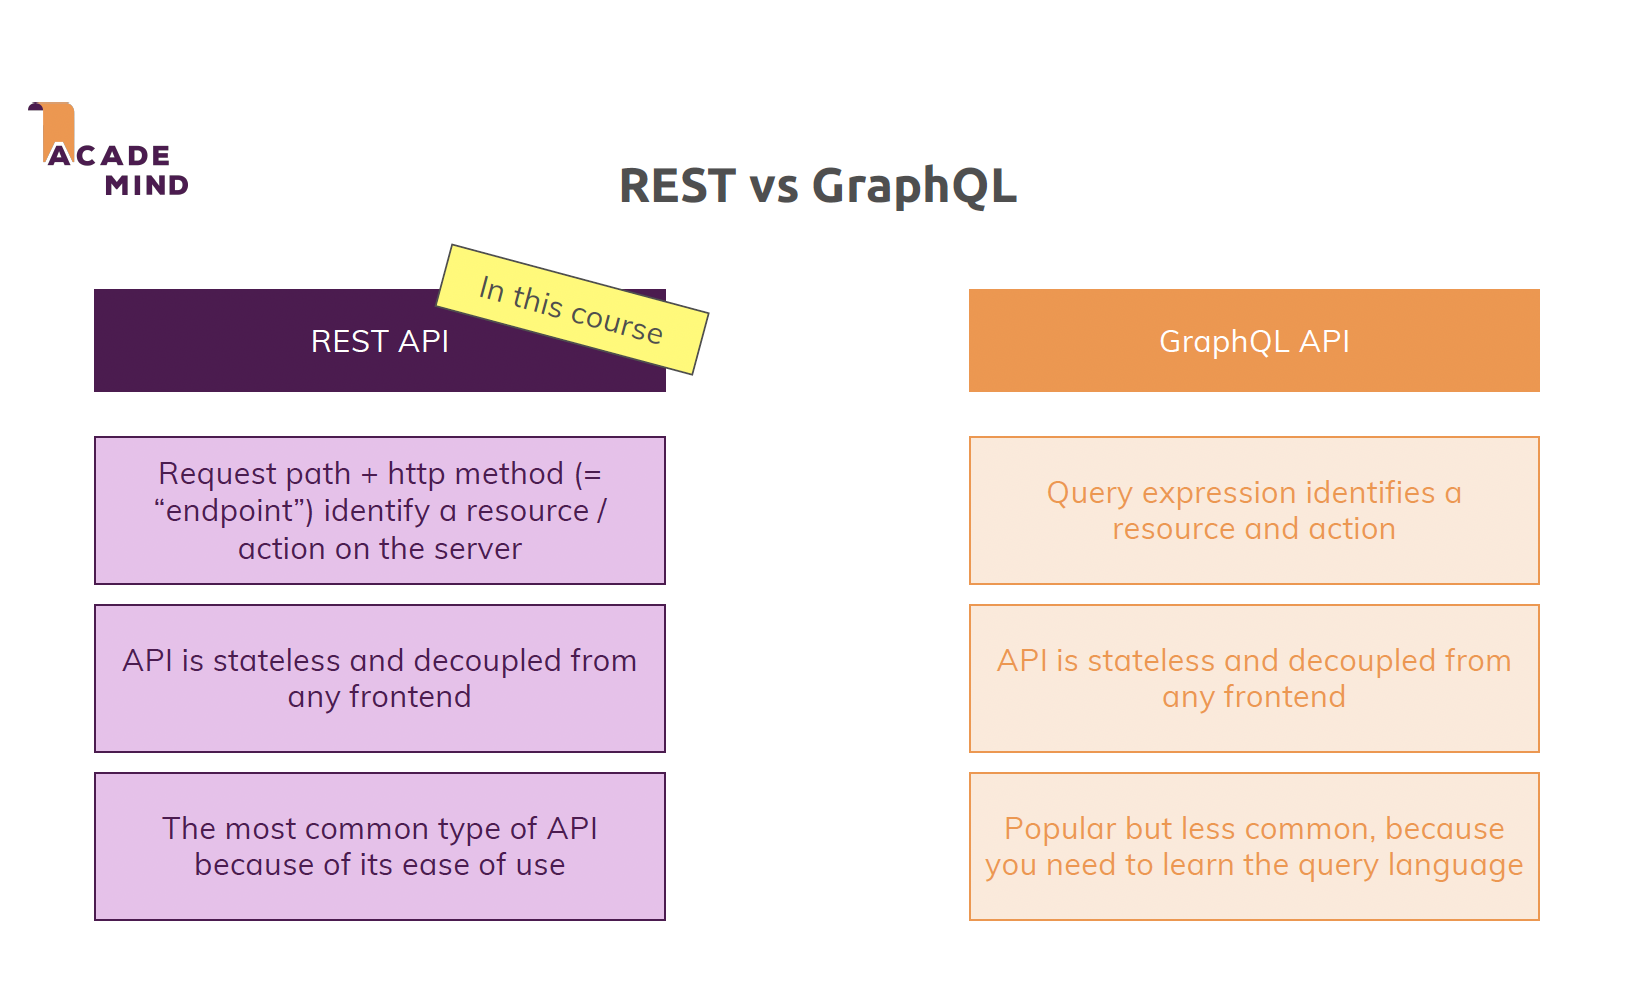 ACADE
MIND
REST vs GraphQL
In this course
REST API
Request path + http method (=
“endpoint”) identify a resource /
action on the server
API is stateless and decoupled from
any frontend
The most common type of API
because of its ease of use
GraphQL API
Query expression identifies a
resource and action
API is stateless and decoupled from
any frontend
Popular but less common, because
you need to learn the query language